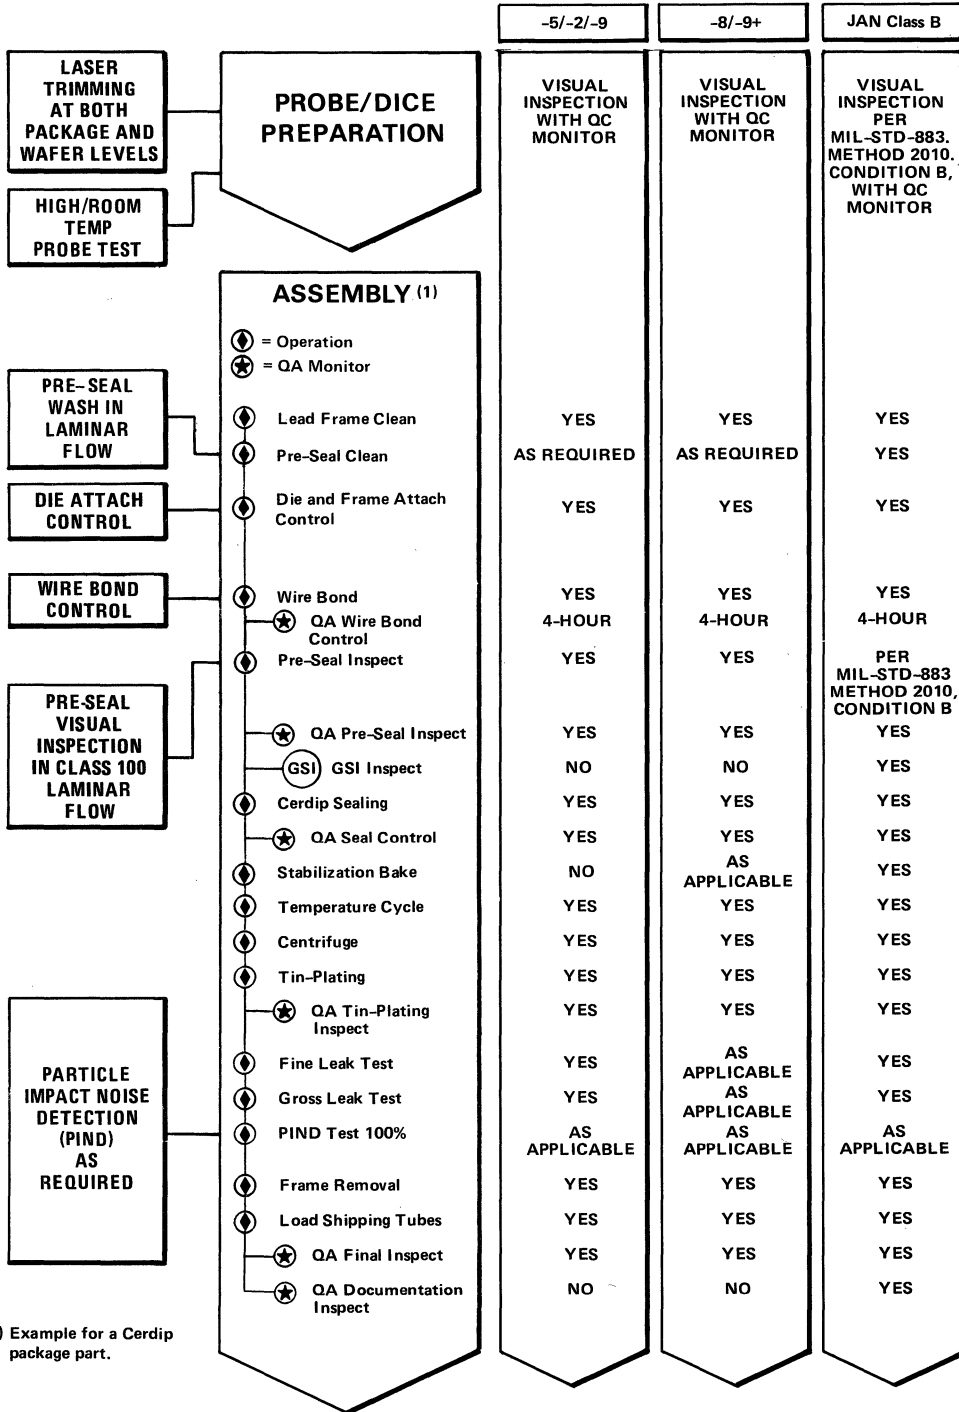 -5/-2/-9
-8/-9+
JAN Class B
LASER
TRIMMING
AT BOTH
PACKAGE AND
WAFER LEVELS
HIGH/ROOM
TEMP
PROBE TEST
PROBE/DICE
PREPARATION
VISUAL
INSPECTION
WITH QC
MONITOR
VISUAL
INSPECTION
WITH QC
MONITOR
VISUAL
INSPECTION
PER
MIL-STD-883.
METHOD 2010.
CONDITION B,
WITH QC
MONITOR
ASSEMBLY (1)
= Operation
= QA Monitor
PRE-SEAL
WASH IN
LAMINAR
FLOW
Lead Frame Clean YES YES YES
Pre-Seal Clean AS REQUIRED AS REQUIRED YES
DIE ATTACH
CONTROL
Die and Frame Attach
Control
YES YES YES
WIRE BOND
CONTROL
Wire Bond YES YES YES
QA Wire Bond
Control
4-HOUR 4-HOUR 4-HOUR
PRE-SEAL
VISUAL
INSPECTION
IN CLASS 100
LAMINAR
FLOW
Pre-Seal Inspect YES YES
PER
MIL-STD-883
METHOD 2010,
CONDITION B
QA Pre-Seal Inspect YES YES YES
GSI GSI Inspect NO NO YES
Cerdip Sealing YES YES YES
QA Seal Control YES YES YES
Stabilization Bake NO
AS
APPLICABLE
YES
Temperature Cycle YES YES YES
Centrifuge YES YES YES
Tin-Plating YES YES YES
QA Tin-Plating
Inspect
YES YES YES
PARTICLE
IMPACT NOISE
DETECTION
(PIND)
AS
REQUIRED
Fine Leak Test YES
AS
APPLICABLE
YES
Gross Leak Test YES
AS
APPLICABLE
YES
PIND Test 100%
AS
APPLICABLE
AS
APPLICABLE
AS
APPLICABLE
Frame Removal YES YES YES
Load Shipping Tubes YES YES YES
QA Final Inspect YES YES YES
QA Documentation
Inspect
NO NO YES
) Example for a Cerdip
package part.